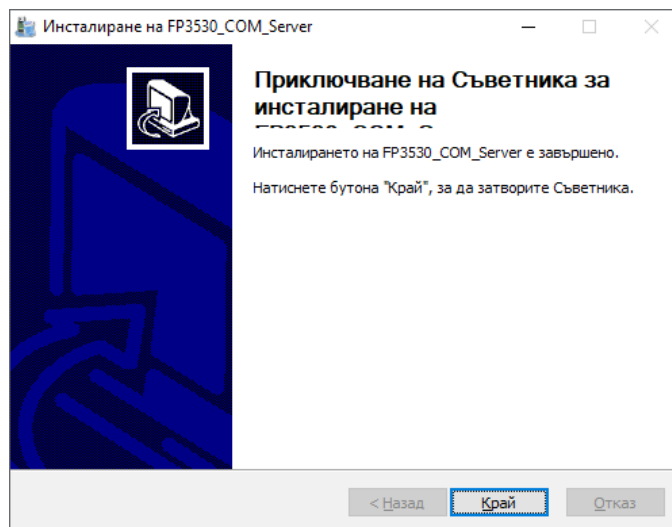 Инсталиране на FP3530_COM_Server
Приключване на Съветника за
инсталиране на
Инсталирането на FP3530_COM_Server е завършено.
Натиснете бутона "Край", за да затворите Съветника.
< Назад
Край
Отказ